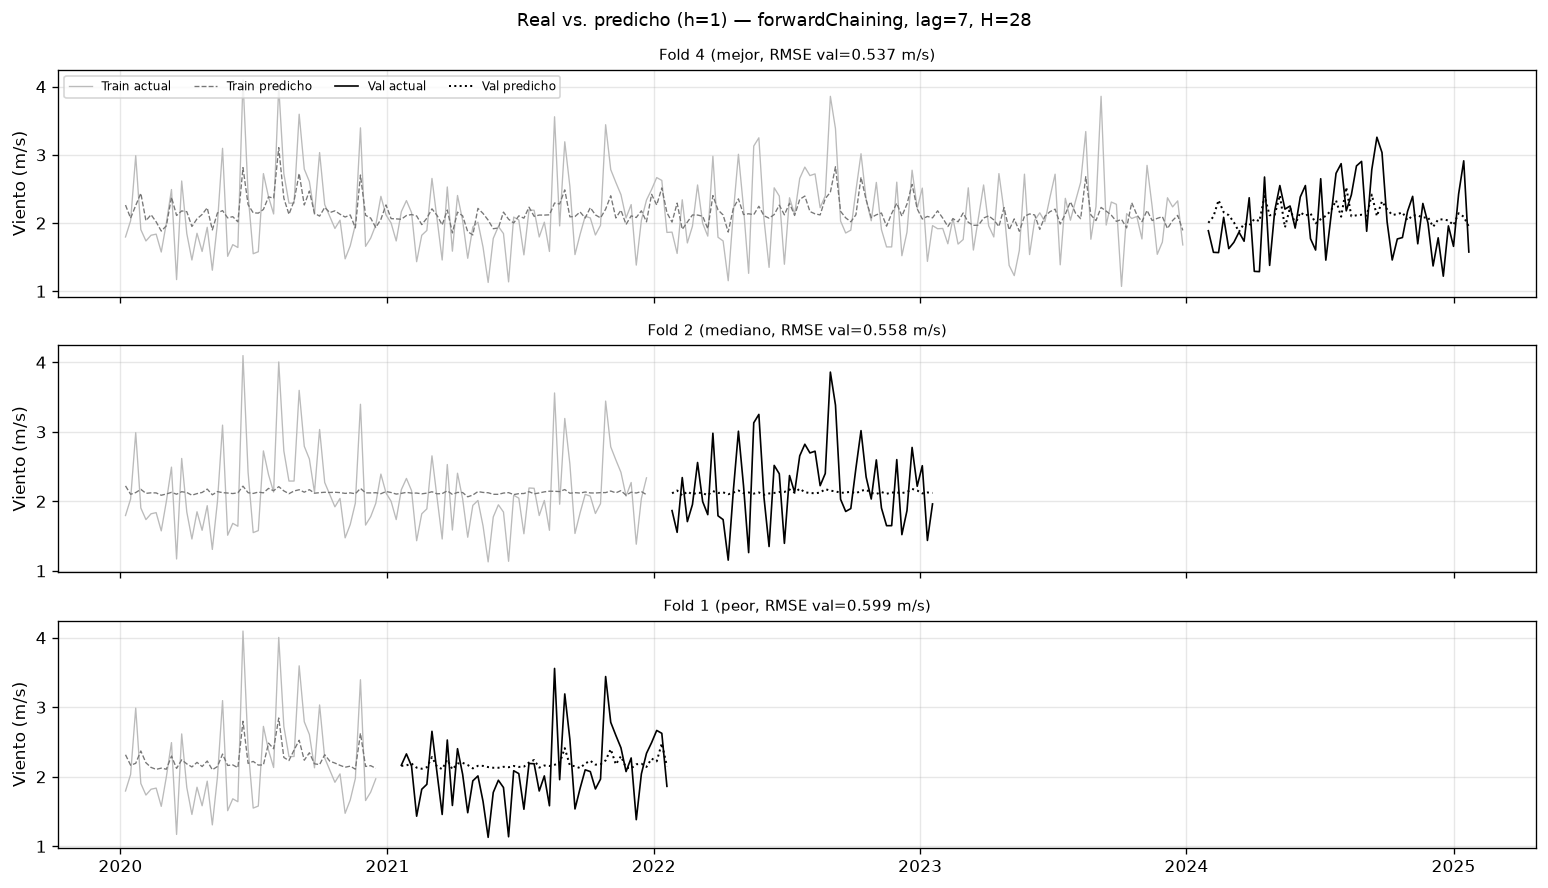 Real vs. predicho (h=1) — forwardChaining, lag=7, H=28
Fold 4 (mejor, RMSE val=0.537 m/s)
Train actual Train predicho Val actual Val predicho
4
3
2
1
Viento (m/s)
Fold 2 (mediano, RMSE val=0.558 m/s)
4
3
2
1
Viento (m/s)
Fold 1 (peor, RMSE val=0.599 m/s)
4
3
2
1
Viento (m/s)
2020 2021 2022 2023 2024 2025